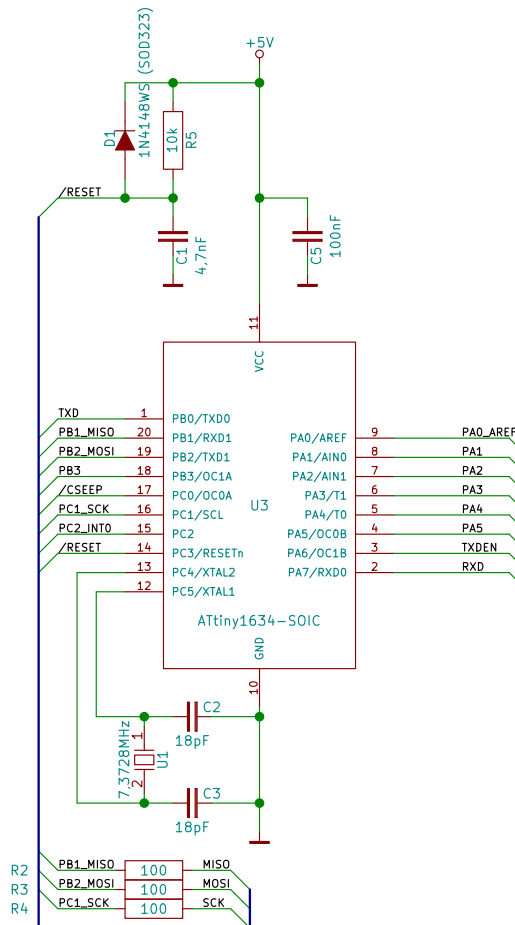 +5V
D1
1N4148WS (SOD323)
10k
R5
/RESET
C1
4,7nF
C5
100nF
11
VCC
TXD
1
PB0/TXD0
PB1_MISO
20
PB1/RXD1
PA0/AREF
9
PA0_AREF
PB2_MOSI
19
PB2/TXD1
PA1/AIN0
8
PA1
PB3
18
PB3/OC1A
PA2/AIN1
7
PA2
/CSEEP
17
PC0/OC0A
U3
PA3/T1
6
PA3
PC1_SCK
16
PC1/SCL
PA4/T0
5
PA4
PC2_INT0
15
PC2
PA5/OC0B
4
PA5
/RESET
14
PC3/RESETn
PA6/OC1B
3
TXDEN
13
PC4/XTAL2
PA7/RXD0
2
RXD
12
PC5/XTAL1
ATtiny1634-SOIC
GND
10
C2
18pF
7,3728MHz
1
2
U1
C3
18pF
R2
PB1_MISO
100
MISO
R3
PB2_MOSI
100
MOSI
R4
PC1_SCK
100
SCK